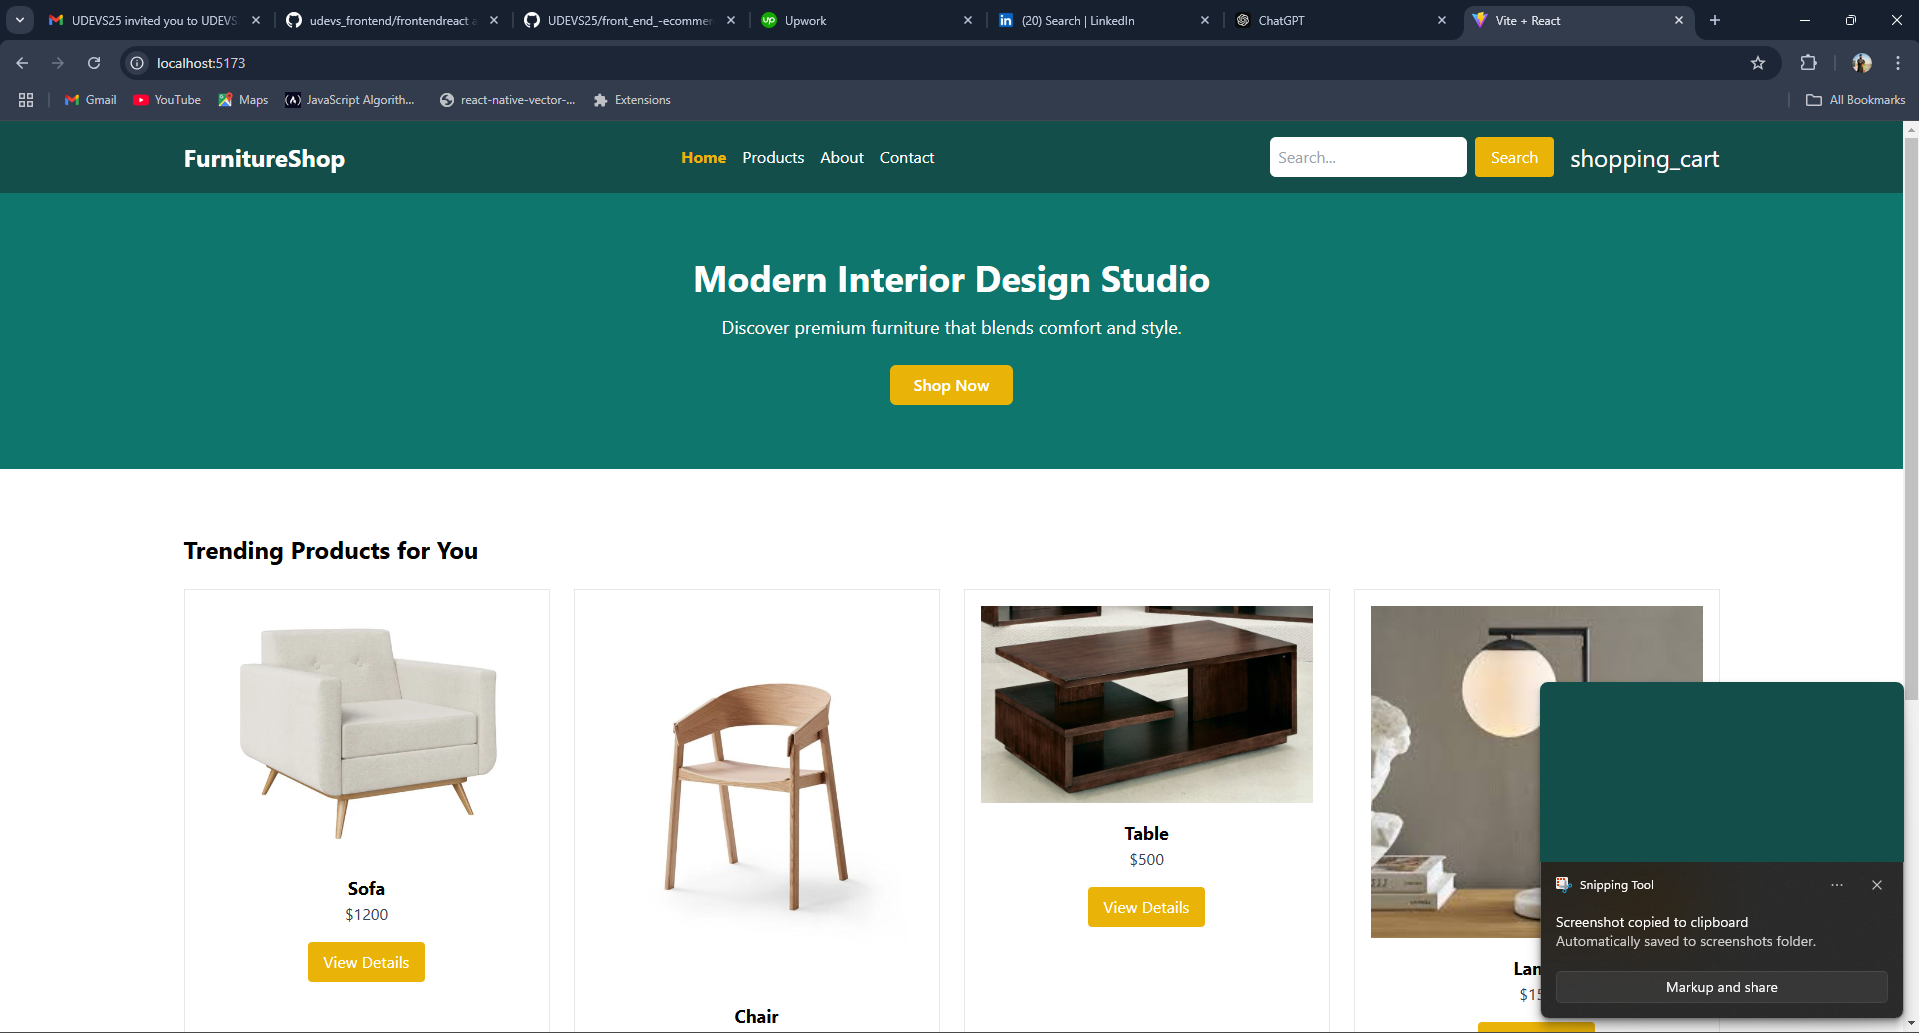 UDEVS25 invited you to UDEVS
udevs_frontend/frontendreact a
UDEVS25/front_end_-ecommer
Upwork
(20) Search | LinkedIn
ChatGPT
Vite + React
localhost:5173
Gmail
YouTube
Maps
JavaScript Algorith...
react-native-vector-...
Extensions
All Bookmarks
FurnitureShop
Home
Products
About
Contact
Search...
Search
shopping_cart
Modern Interior Design Studio
Discover premium furniture that blends comfort and style.
Shop Now
Trending Products for You
Sofa
$1200
View Details
Chair
Table
$500
View Details
Lan
$15
Snipping Tool
Screenshot copied to clipboard
Automatically saved to screenshots folder.
Markup and share